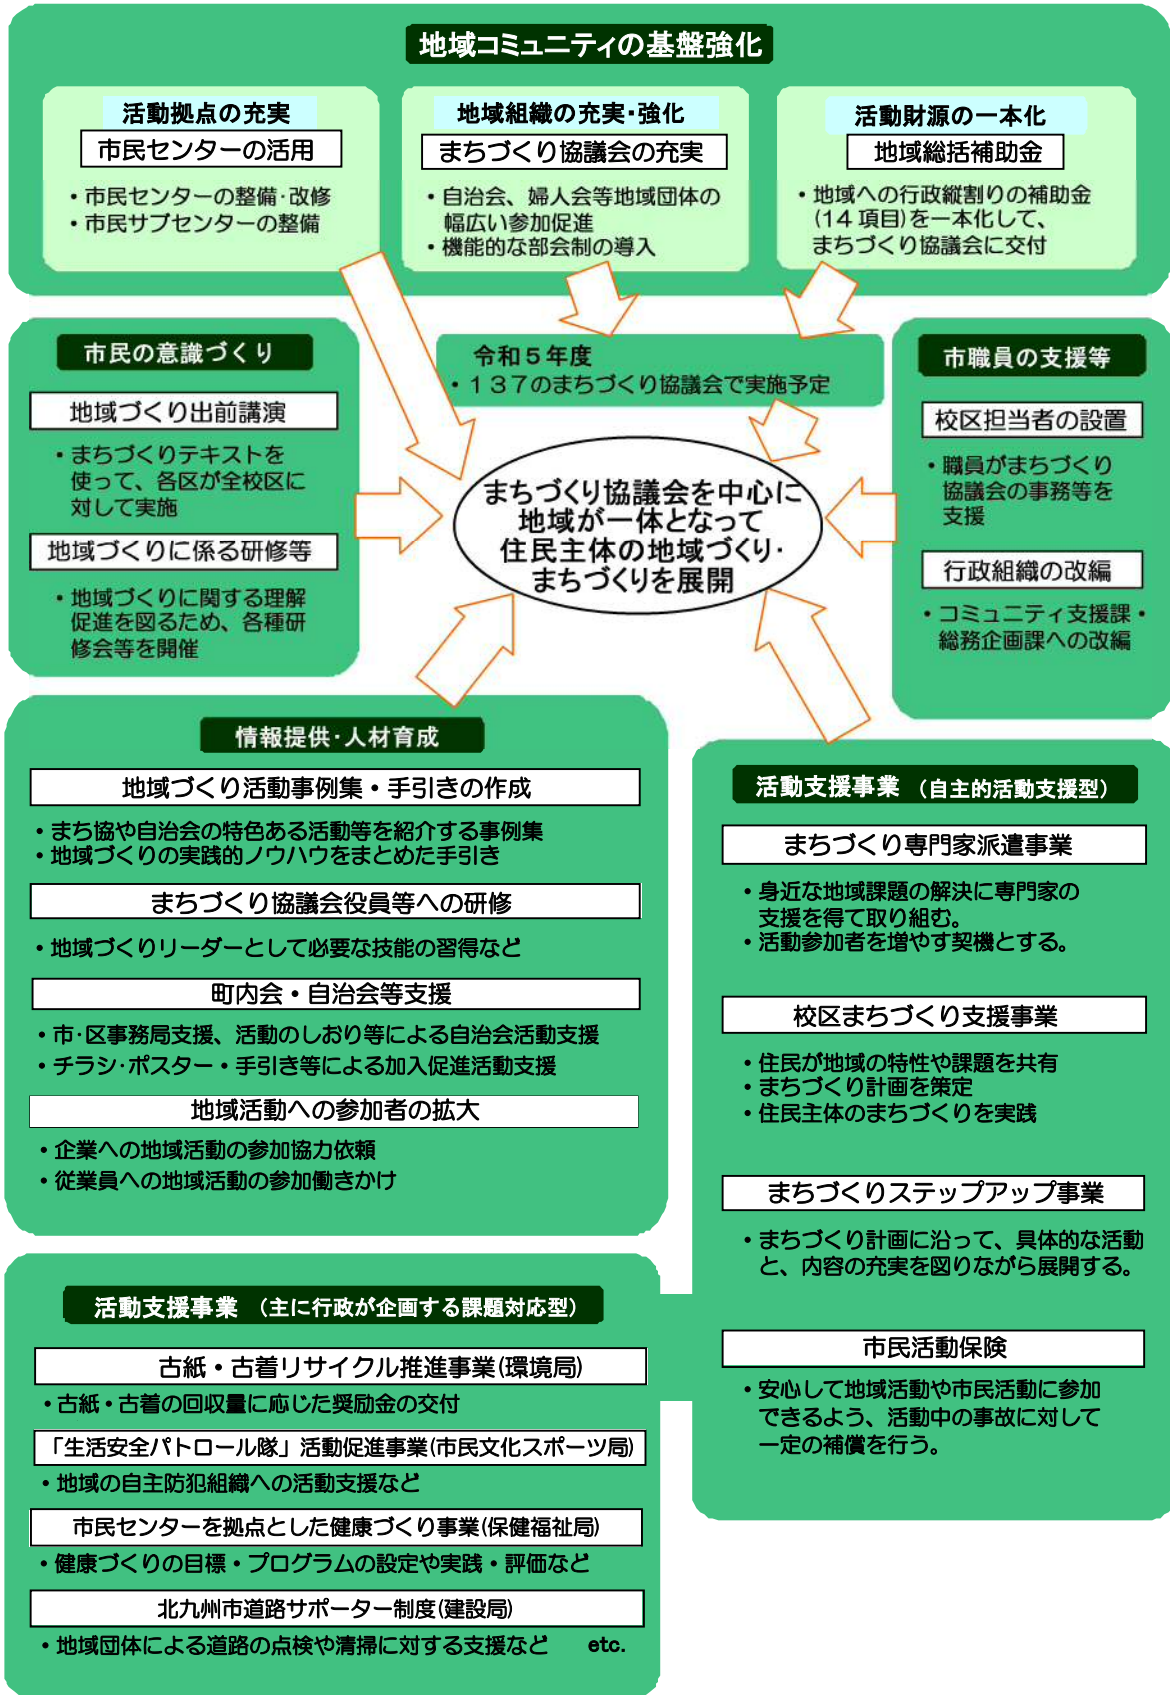 地域コミュニティの基盤強化
活動拠点の充実
市民センターの活用
・市民センターの整備・改修
・市民サブセンターの整備
地域組織の充実・強化
まちづくり協議会の充実
・自治会、婦人会等地域団体の
幅広い参加促進
・機能的な部会制の導入
活動財源の一本化
地域総括補助金
・地域への行政縦割りの補助金
(14項目)を一本化して、
まちづくり協議会に交付
市民の意識づくり
地域づくり出前講演
・まちづくりテキストを
使って、各区が全校区に
対して実施
地域づくりに係る研修等
・地域づくりに関する理解
促進を図るため、各種研
修会等を開催
令和5年度
・137のまちづくり協議会で実施予定
まちづくり協議会を中心に
地域が一体となって
住民主体の地域づくり・
まちづくりを展開
市職員の支援等
校区担当者の設置
・職員がまちづくり
協議会の事務等を
支援
行政組織の改編
・コミュニティ支援課・
総務企画課への改編
情報提供・人材育成
地域づくり活動事例集・手引きの作成
・まち協や自治会の特色ある活動等を紹介する事例集
・地域づくりの実践的ノウハウをまとめた手引き
まちづくり協議会役員等への研修
・地域づくりリーダーとして必要な技能の習得など
町内会・自治会等支援
・市・区事務局支援、活動のしおり等による自治会活動支援
・チラシ・ポスター・手引き等による加入促進活動支援
地域活動への参加者の拡大
・企業への地域活動の参加協力依頼
・従業員への地域活動の参加働きかけ
活動支援事業 (自主的活動支援型)
まちづくり専門家派遣事業
・身近な地域課題の解決に専門家の
支援を得て取り組む。
・活動参加者を増やす契機とする。
校区まちづくり支援事業
・住民が地域の特性や課題を共有
・まちづくり計画を策定
・住民主体のまちづくりを実践
まちづくりステップアップ事業
・まちづくり計画に沿って、具体的な活動
と、内容の充実を図りながら展開する。
市民活動保険
・安心して地域活動や市民活動に参加
できるよう、活動中の事故に対して
一定の補償を行う。
活動支援事業 (主に行政が企画する課題対応型)
古紙・古着リサイクル推進事業(環境局)
・古紙・古着の回収量に応じた奨励金の交付
「生活安全パトロール隊」活動促進事業(市民文化スポーツ局)
・地域の自主防犯組織への活動支援など
市民センターを拠点とした健康づくり事業(保健福祉局)
・健康づくりの目標・プログラムの設定や実践・評価など
北九州市道路サポーター制度(建設局)
・地域団体による道路の点検や清掃に対する支援など etc.